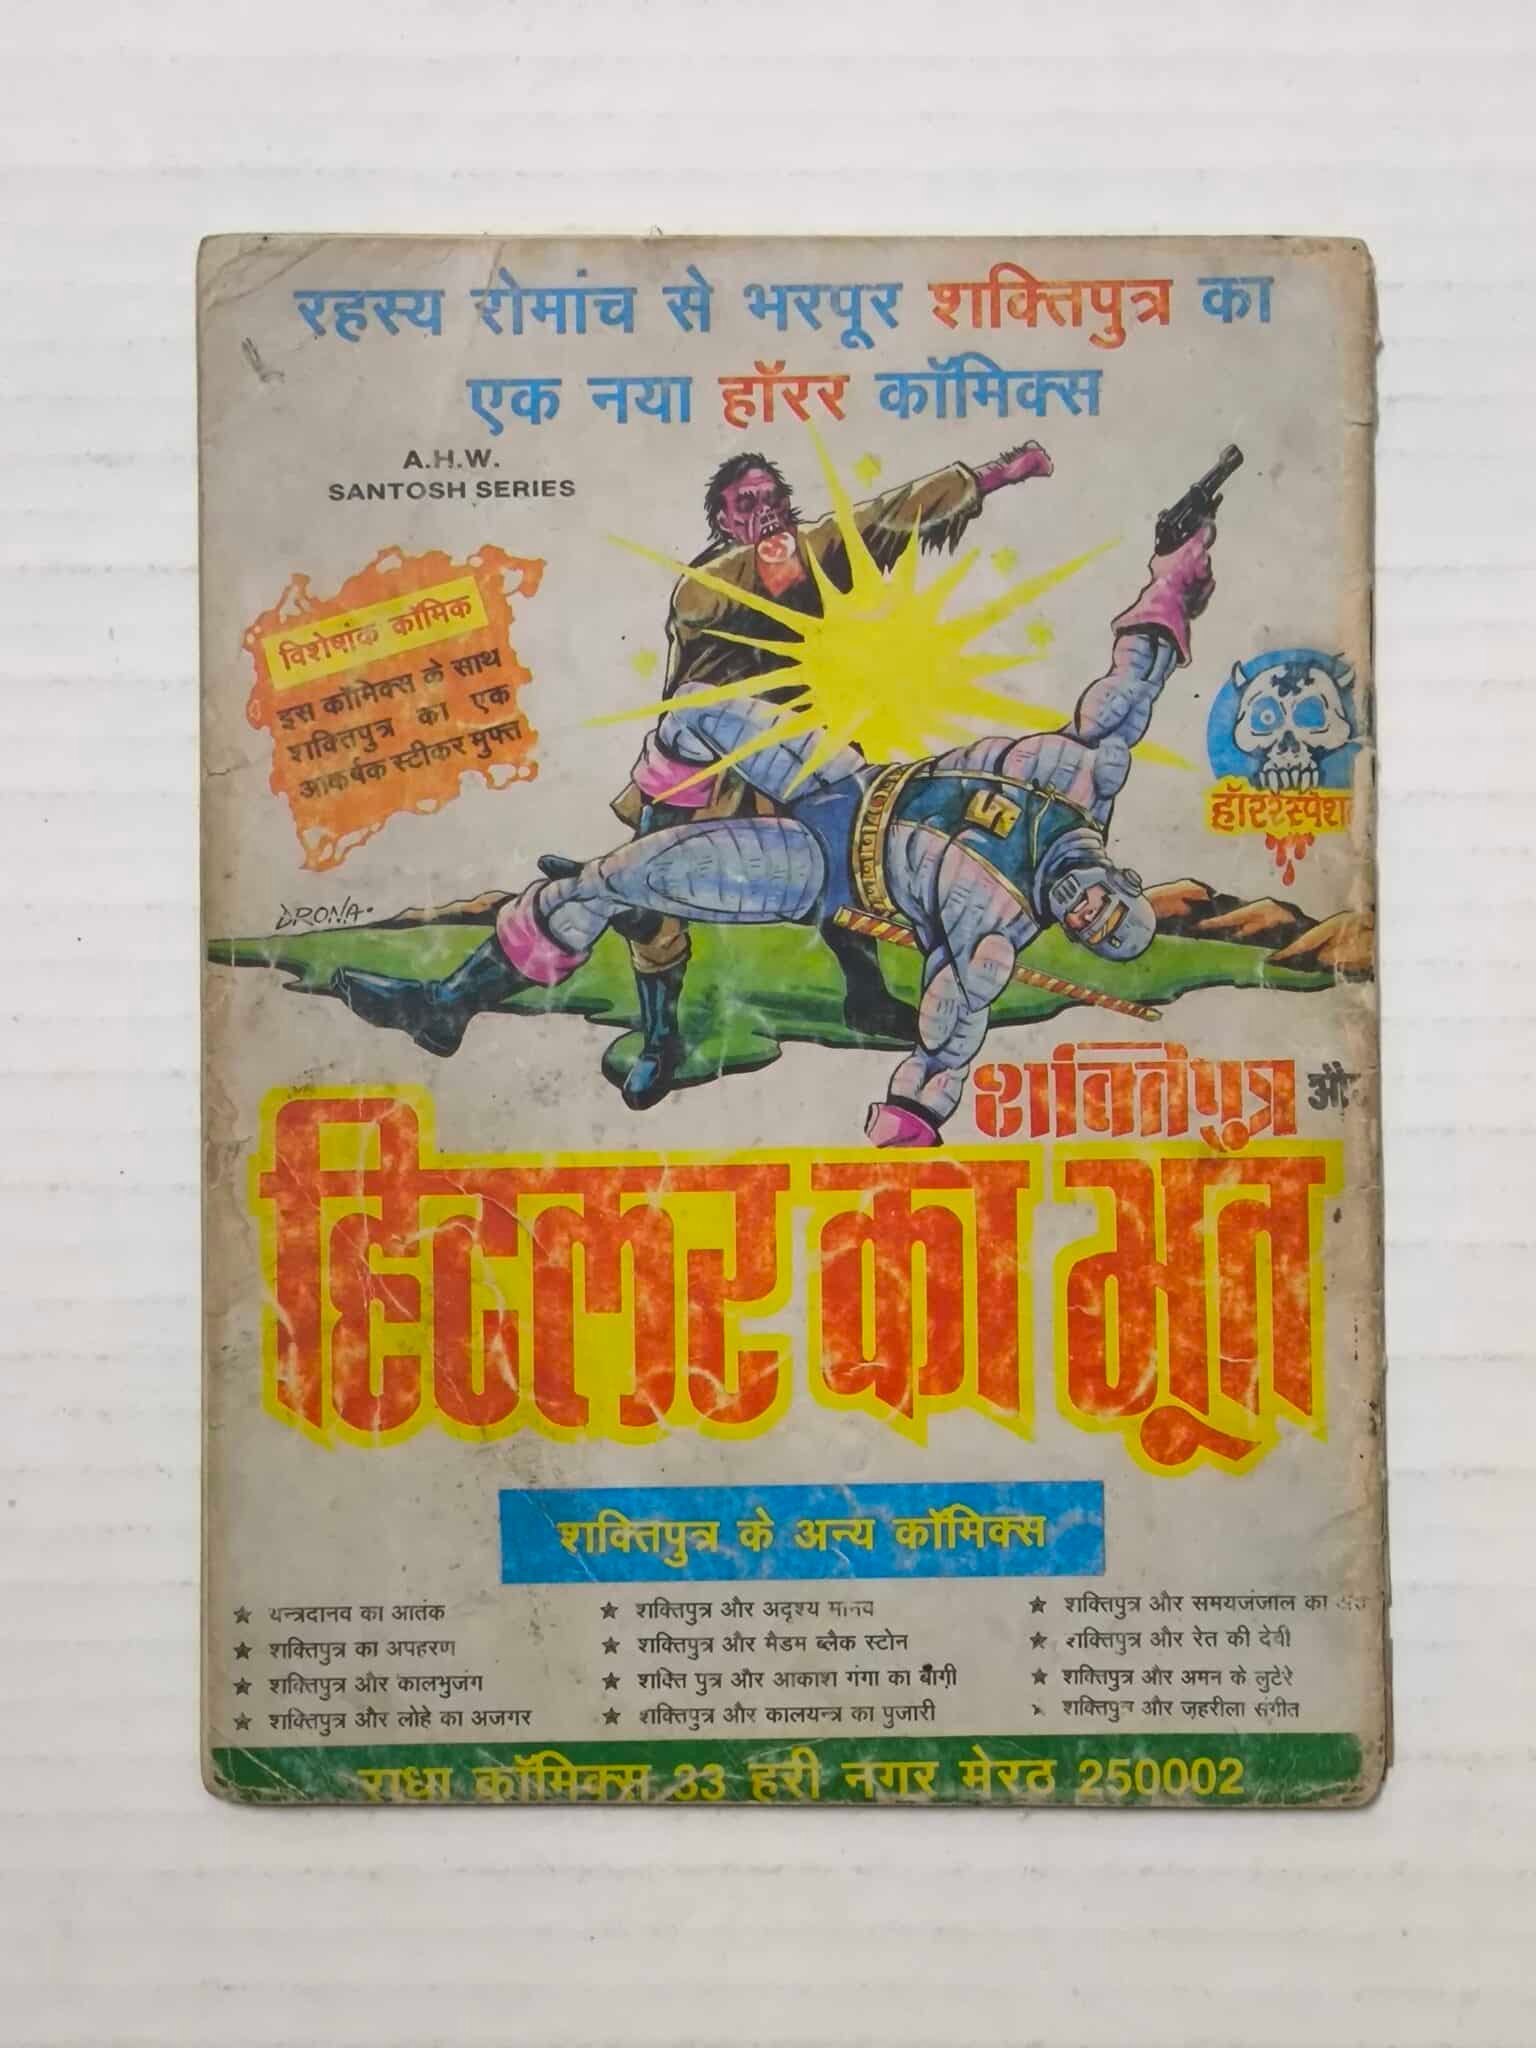 रहस्य रोमांच से भरपूर शक्तिपुत्र का
एक नया हॉरर कॉमिक्स
A.H.W.
SANTOSH SERIES
विशेषांक कॉमिक
इस कॉमिक्स के साथ
शक्तिपुत्र का एक
आकर्षक स्टीकर मुफ्त
ॐ
हॉरर
DRONA
शक्तिपुत्र
हिटलर का भूत
शक्तिपुत्र के अन्य कॉमिक्स
★ यन्त्रदानव का आतंक
★ शक्तिपुत्र का अपहरण
★ शक्तिपुत्र और कालभुजंग
★ शक्तिपुत्र और लोहे का अजगर
★ शक्तिपुत्र और अदृश्य मानव
★ शक्तिपुत्र और मैडम ब्लैक स्टोन
★ शक्ति पुत्र और आकाश गंगा का बाग़ी
★ शक्तिपुत्र और कालयन्त्र का पुजारी
★ शक्तिपुत्र और समयजंजाल का
★ शक्तिपुत्र और रेत की देवी
★ शक्तिपुत्र और अमन के लुटेरे
★ शक्तिपुत्र और ज़हरीला संगीत
राधा कॉमिक्स 33 हरी नगर मेरठ 250002